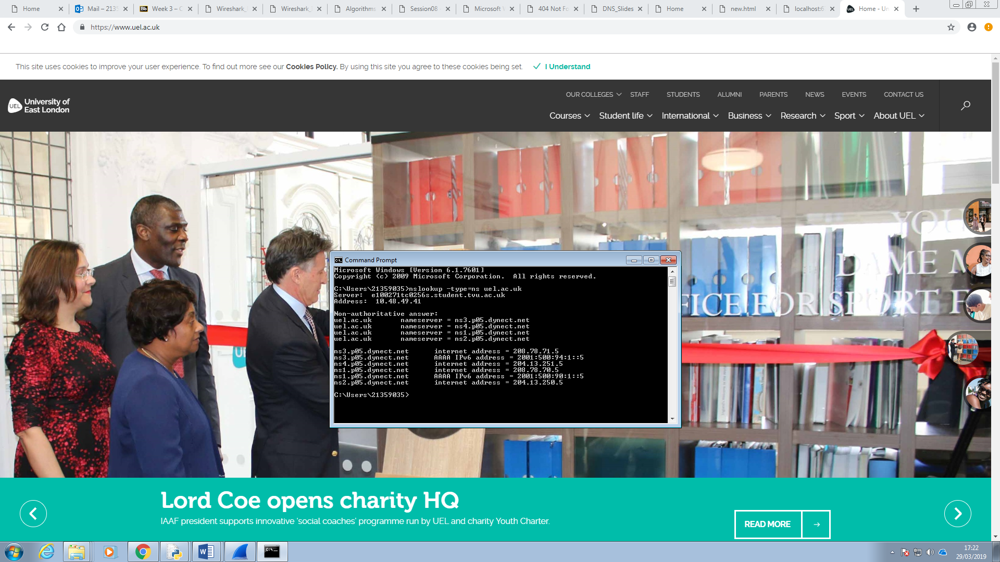 Home
Mail – 213
Week 3 – C
Wireshark_
Wireshark_
Algorithms
Session08
Microsoft
404 Not Fo
DNS_Slides
Home
new.html
localhost:6
Home - Un
https://www.uel.ac.uk
This site uses cookies to improve your user experience. To find out more see our Cookies Policy. By using this site you agree to these cookies being set.
I Understand
UEL University of
East London
OUR COLLEGES STAFF STUDENTS ALUMNI PARENTS NEWS EVENTS CONTACT US
Courses Student life International Business Research Sport About UEL
YOU
DAME M
FICE FOR SPORT F
Command Prompt
Microsoft Windows [Version 6.1.7601]
Copyright (c) 2009 Microsoft Corporation.  All rights reserved.
C:\Users\21359035>nslookup -type=ns uel.ac.uk
Server:  e100271tc0256s.student.tvu.ac.uk
Address:  10.48.49.41
Non-authoritative answer:
uel.ac.uk       nameserver = ns3.p05.dynect.net
uel.ac.uk       nameserver = ns4.p05.dynect.net
uel.ac.uk       nameserver = ns1.p05.dynect.net
uel.ac.uk       nameserver = ns2.p05.dynect.net
ns3.p05.dynect.net      internet address = 208.78.71.5
ns3.p05.dynect.net      AAAA IPv6 address = 2001:500:94:1::5
ns4.p05.dynect.net      internet address = 204.13.251.5
ns1.p05.dynect.net      internet address = 208.78.70.5
ns1.p05.dynect.net      AAAA IPv6 address = 2001:500:90:1::5
ns2.p05.dynect.net      internet address = 204.13.250.5
C:\Users\21359035>
Lord Coe opens charity HQ
IAAF president supports innovative 'social coaches' programme run by UEL and charity Youth Charter.
READ MORE
17:22
29/03/2019